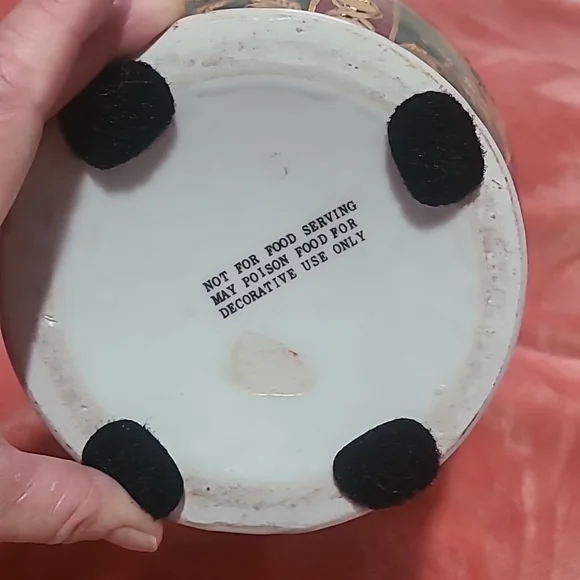 NOT FOR FOOD SERVING
MAY POISON FOOD FOR
DECORATIVE USE ONLY